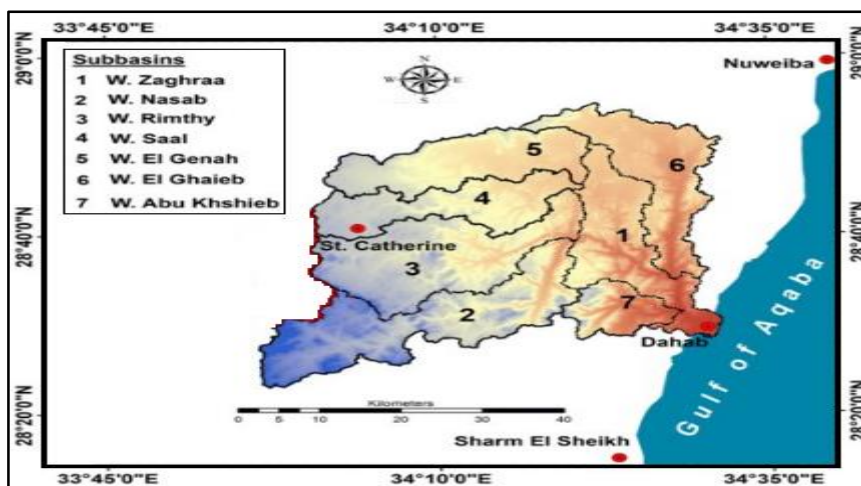 33°45'0"E 34°10'0"E 34°35'0"E
29°0'0"N
29°0'0"N
Subbasins
1 W. Zaghraa
2 W. Nasab
3 W. Rimthy
4 W. Saal
5 W. El Genah
6 W. El Ghaieb
7 W. Abu Khshieb
N
W E
S
Nuweiba
5
6
4
28°40'0"N
28°40'0"N
St. Catherine
1
3
7
2
Dahab
Gulf of Aqaba
Kilometers
0 5 10 20 30 40
28°20'0"N
28°20'0"N
Sharm El Sheikh
33°45'0"E 34°10'0"E 34°35'0"E